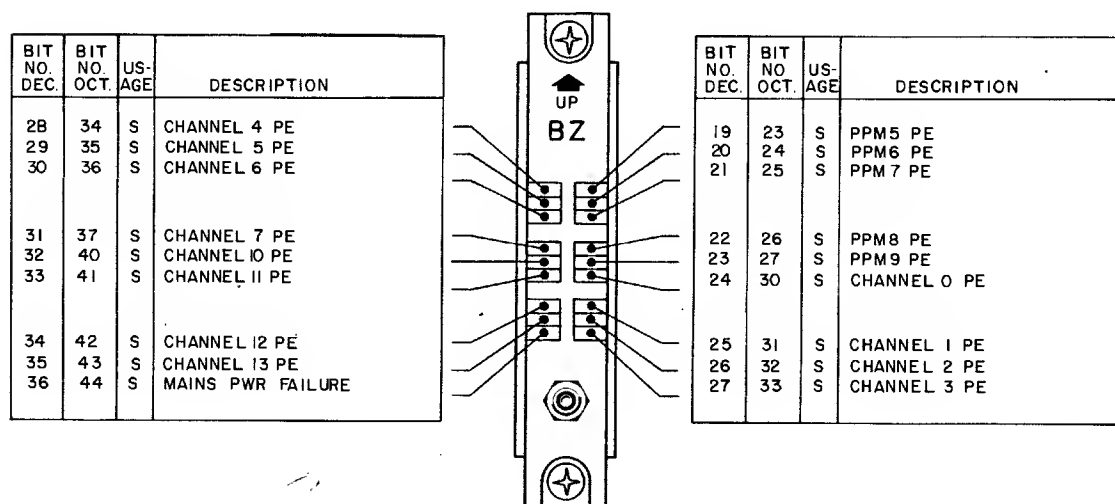 BIT NO. DEC. BIT NO. OCT. US-AGE DESCRIPTION
28 34 S CHANNEL 4 PE
29 35 S CHANNEL 5 PE
30 36 S CHANNEL 6 PE
31 37 S CHANNEL 7 PE
32 40 S CHANNEL 10 PE
33 41 S CHANNEL 11 PE
34 42 S CHANNEL 12 PE
35 43 S CHANNEL 13 PE
36 44 S MAINS PWR FAILURE
UP
BZ
BIT NO. DEC. BIT NO OCT. US-AGE DESCRIPTION
19 23 S PPM5 PE
20 24 S PPM6 PE
21 25 S PPM7 PE
22 26 S PPM8 PE
23 27 S PPM9 PE
24 30 S CHANNEL 0 PE
25 31 S CHANNEL 1 PE
26 32 S CHANNEL 2 PE
27 33 S CHANNEL 3 PE